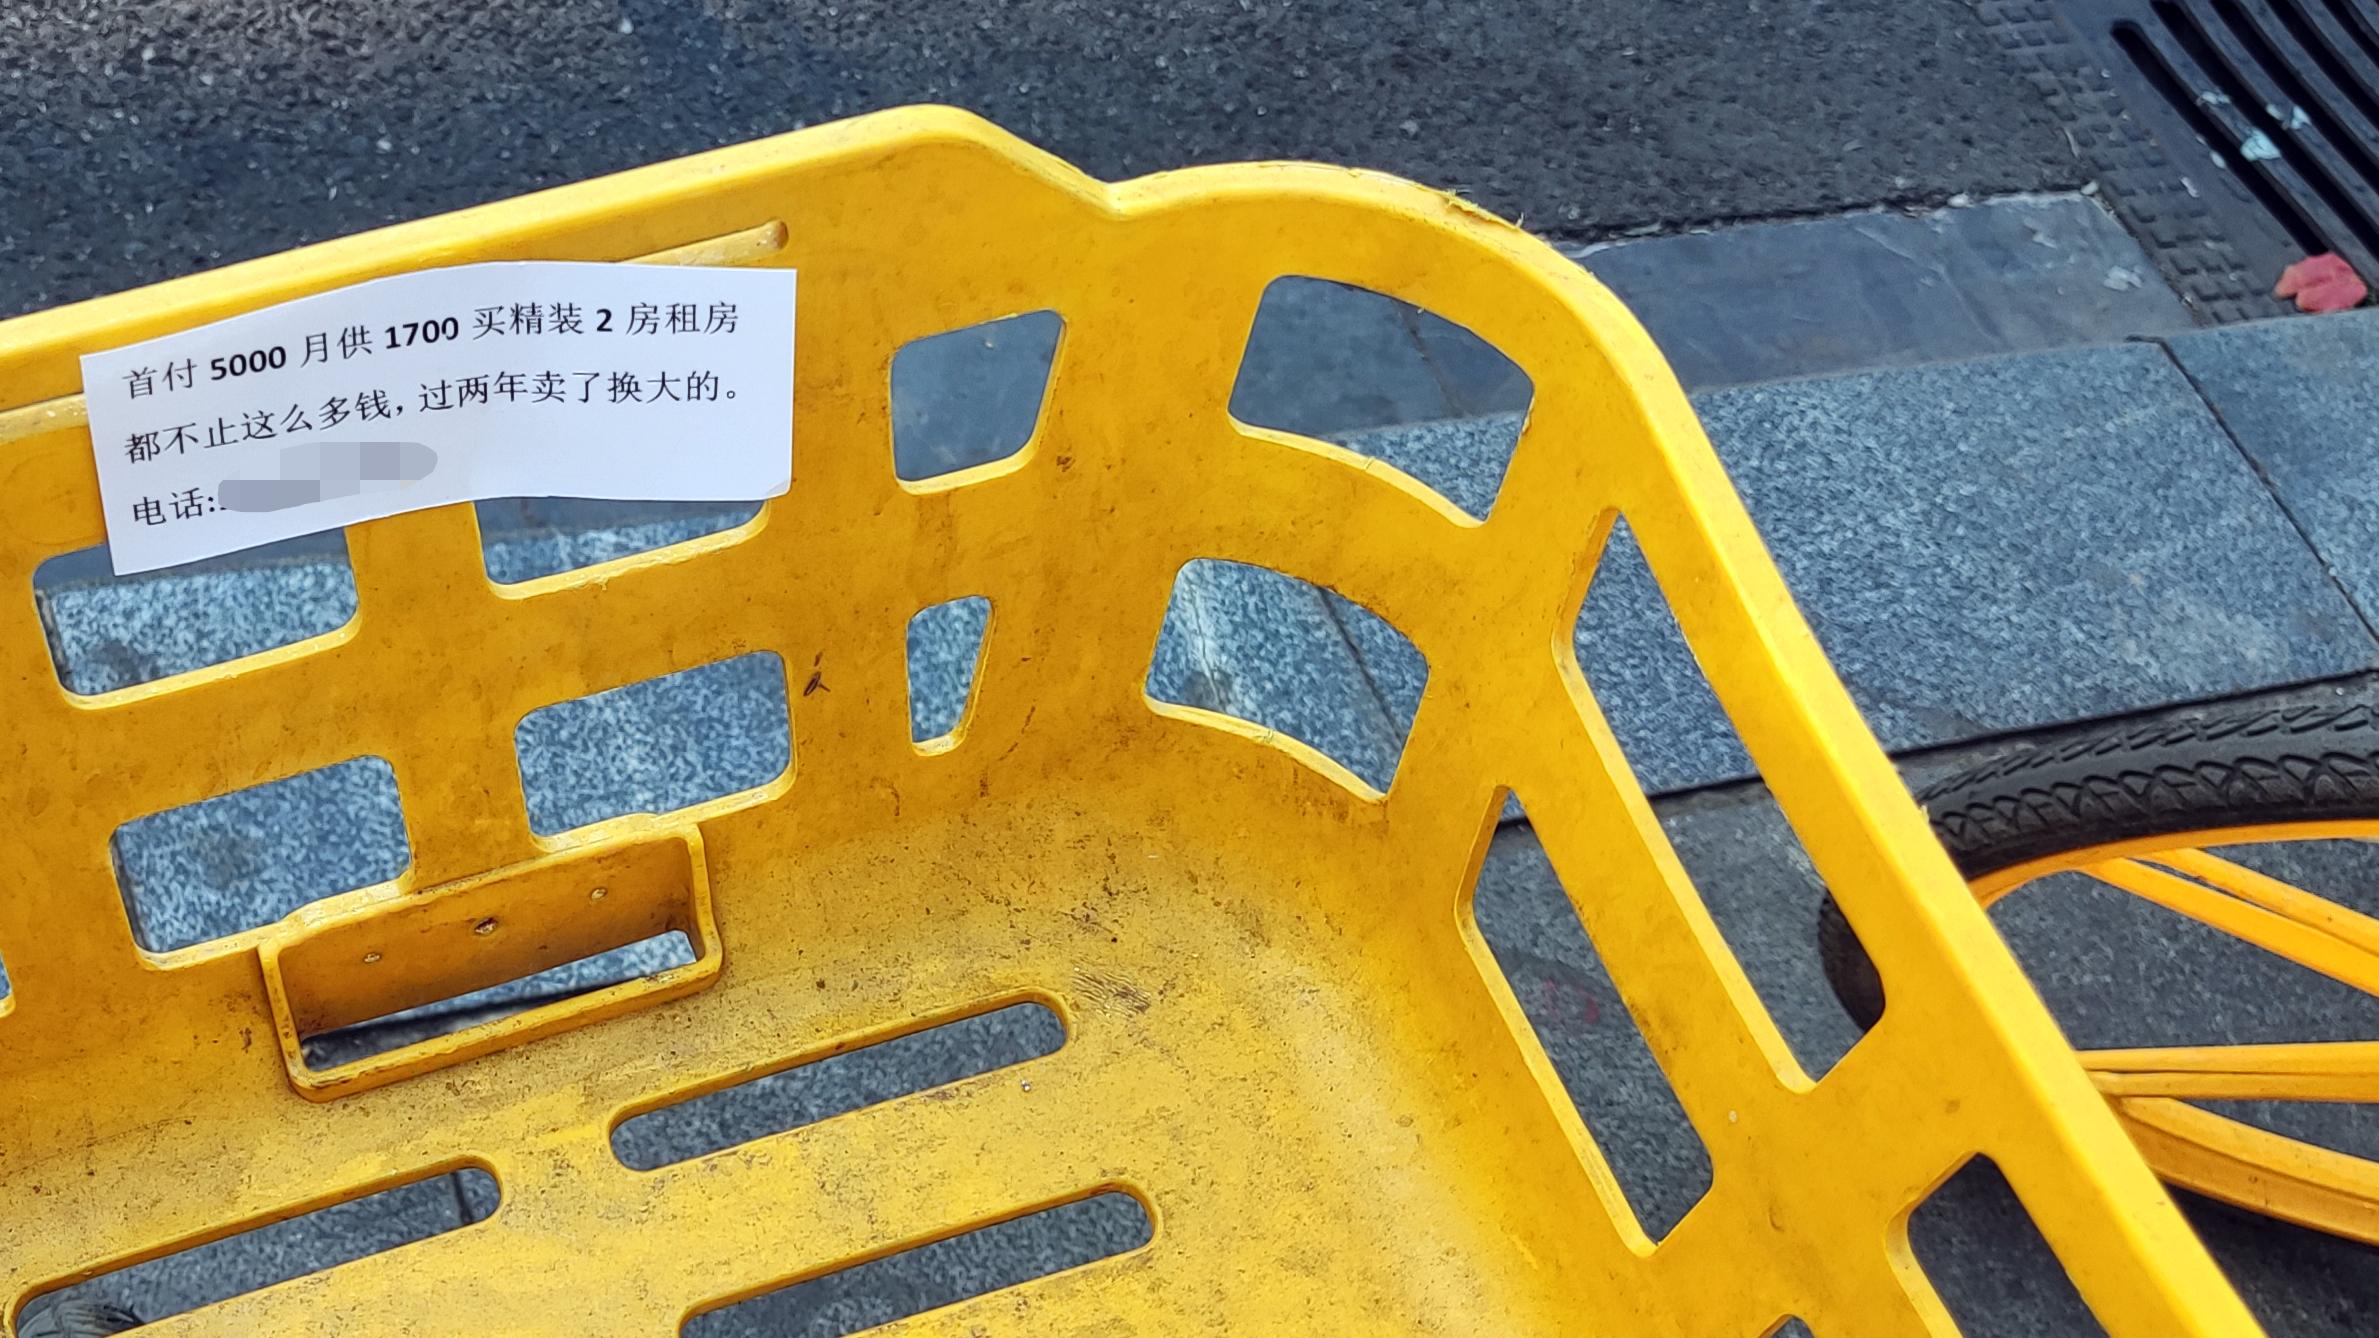 首付 5000 月供 1700 买精装 2 房租房
都不止这么多钱，过两年卖了换大的。
电话: